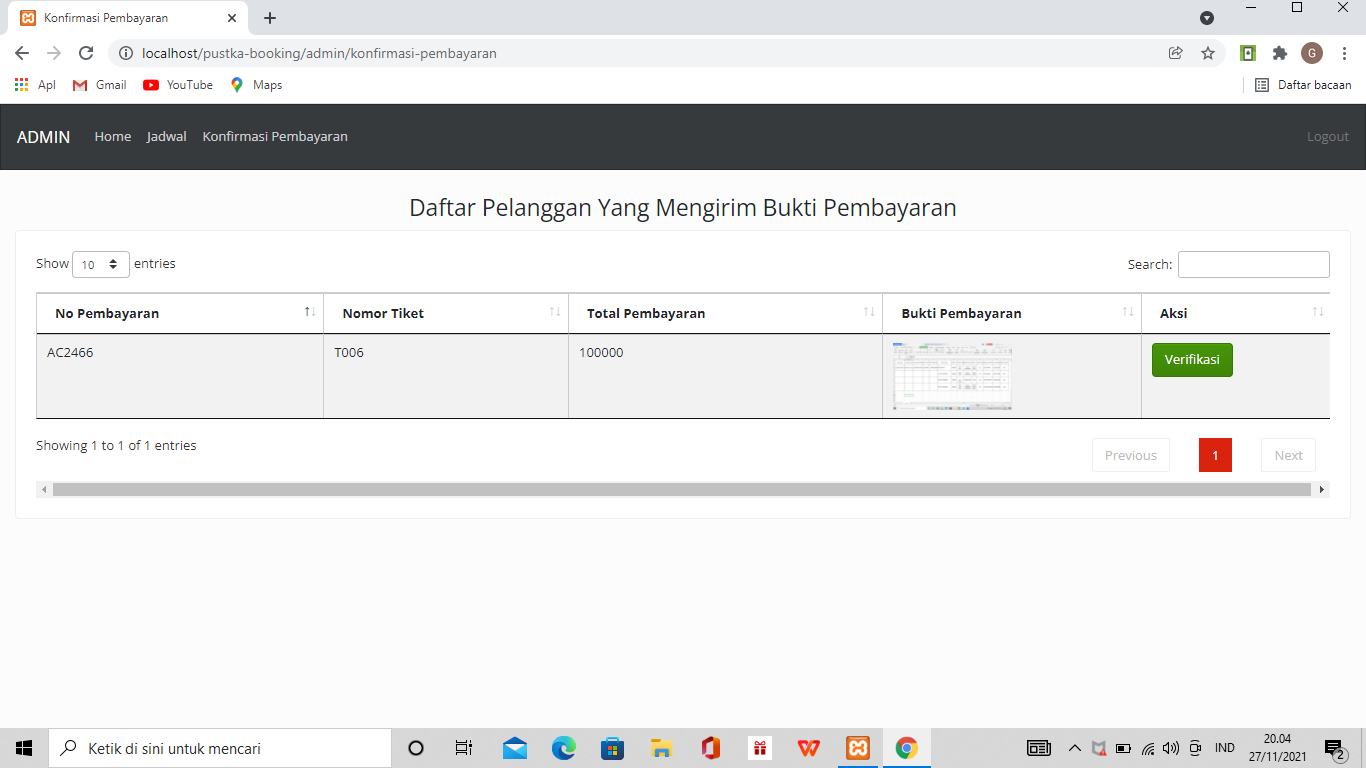 Konfirmasi Pembayaran
localhost/pustka-booking/admin/konfirmasi-pembayaran
G
Apl Gmail YouTube Maps Daftar bacaan
ADMIN Home Jadwal Konfirmasi Pembayaran Logout
Daftar Pelanggan Yang Mengirim Bukti Pembayaran
Show 10 entries Search:
No Pembayaran Nomor Tiket Total Pembayaran Bukti Pembayaran Aksi
AC2466 T006 100000 Verifikasi
Showing 1 to 1 of 1 entries Previous 1 Next
Ketik di sini untuk mencari IND 20.04
27/11/2021 2